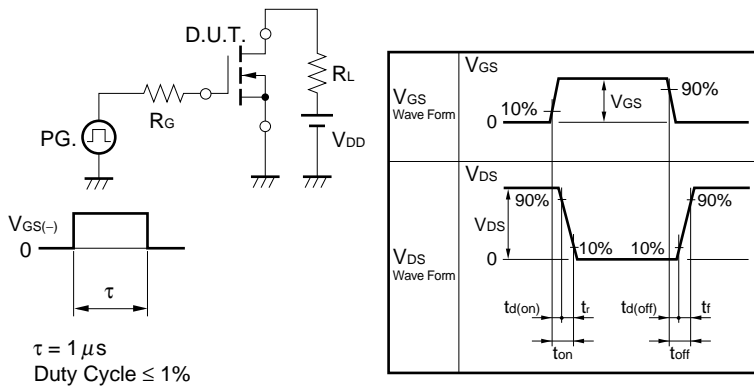 D.U.T.
RL
RG
PG.
VDD
VGS(−)
0
τ
τ = 1 μs
Duty Cycle ≤ 1%
VGS
Wave Form
VGS
10%
VGS
90%
0
VDS
Wave Form
VDS
90%
VDS
10%
10%
90%
0
td(on)
tr
td(off)
tf
ton
toff